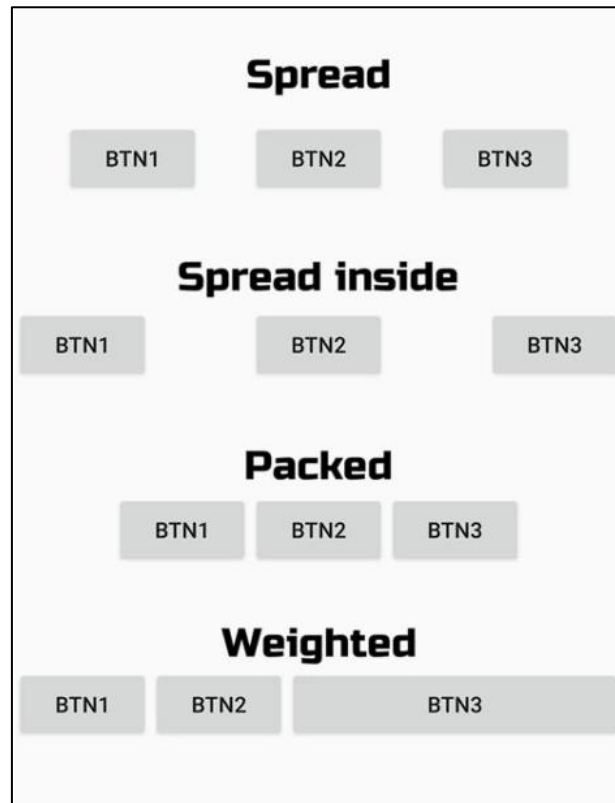 Spread
BTN1 BTN2 BTN3
Spread inside
BTN1 BTN2 BTN3
Packed
BTN1 BTN2 BTN3
Weighted
BTN1 BTN2 BTN3